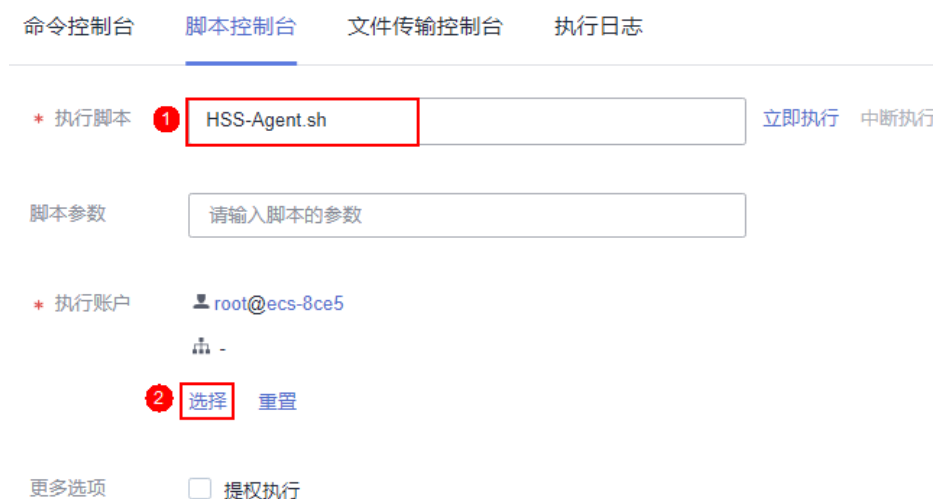 命令控制台 脚本控制台 文件传输控制台 执行日志
* 执行脚本 1 HSS-Agent.sh 立即执行 中断执行
脚本参数 请输入脚本的参数
* 执行账户 root@ecs-8ce5
-
2 选择 重置
更多选项 提权执行